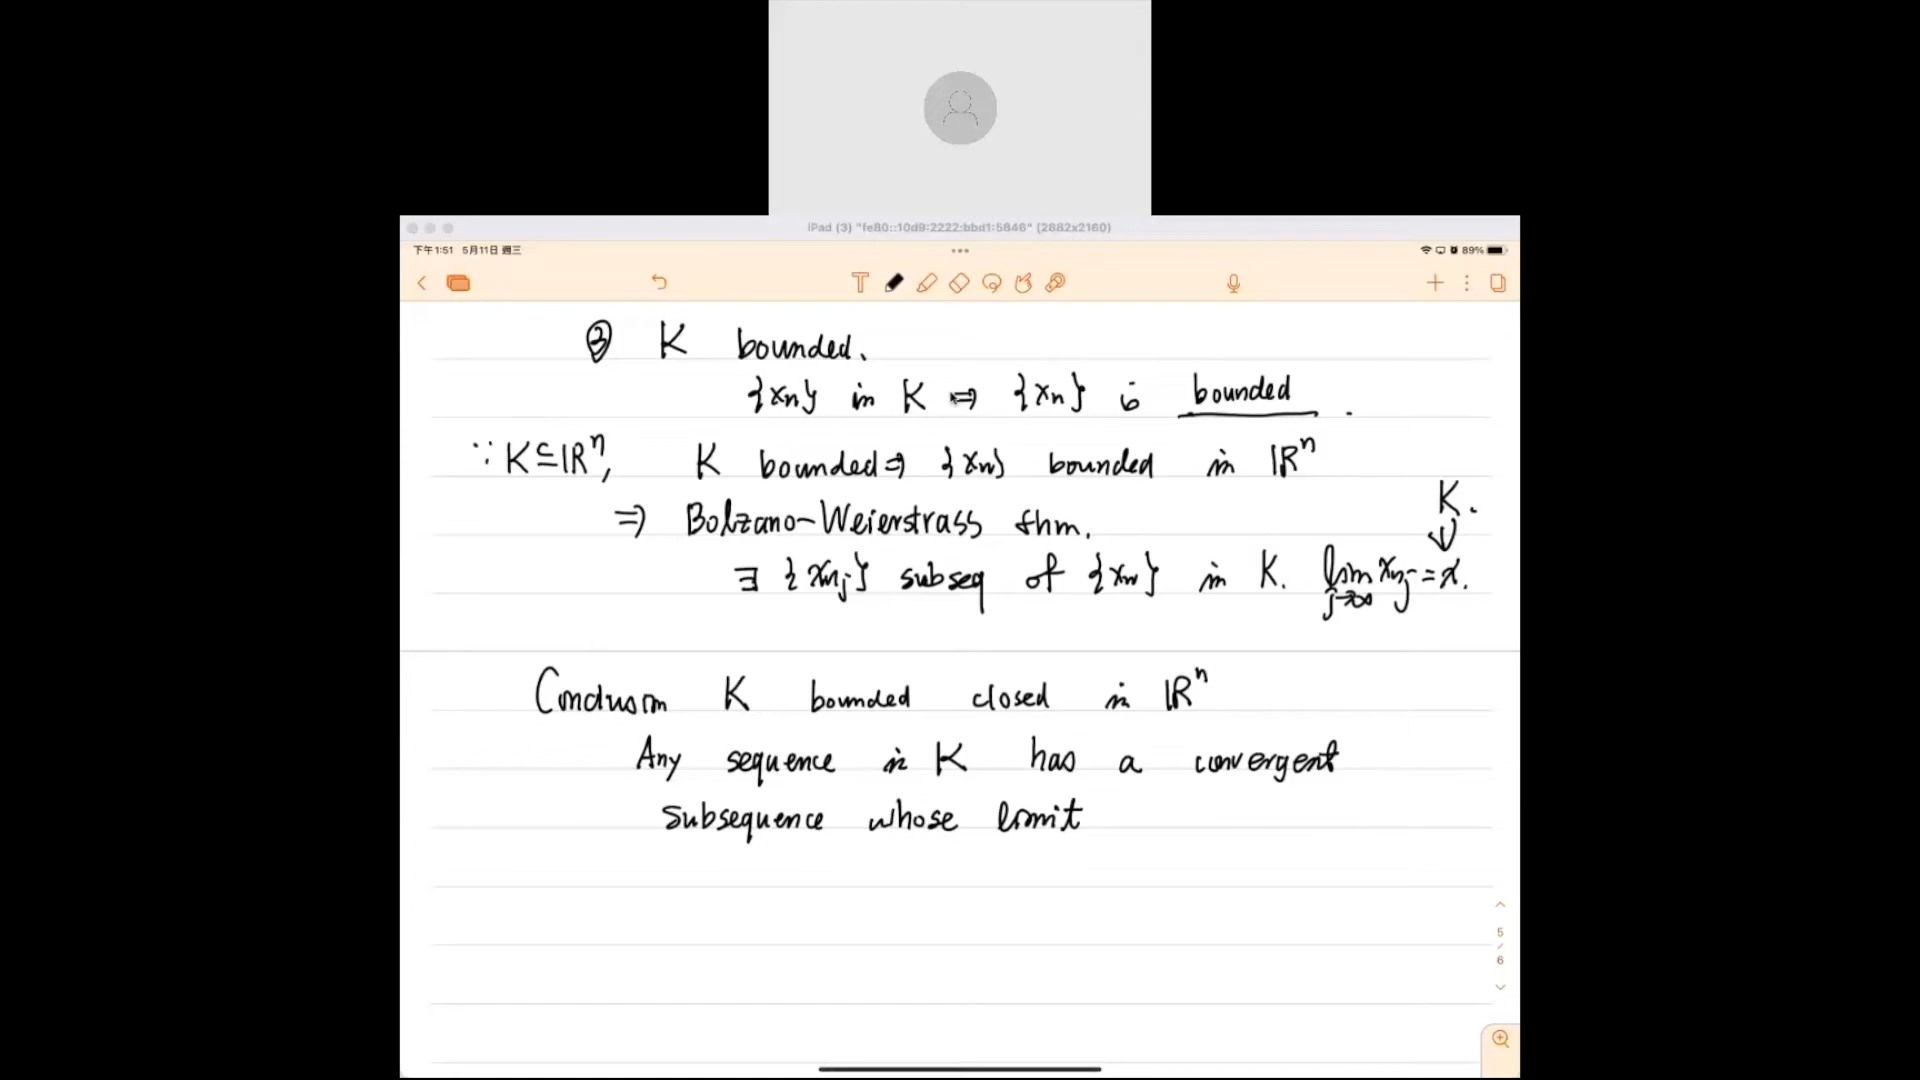 iPad (3) "fe80::10d9:2222:bbd1:5846" (2882x2160)
下午1:51 5月11日 週三
89%
② K bounded.
{xn} in K ⇒ {xn} is bounded.
∵ K ⊆ ℝⁿ, K bounded ⇒ {xn} bounded in ℝⁿ
⇒ Bolzano-Weierstrass thm.
K.
↓
∃ {xnj} subseq of {xn} in K. lim xnj = x.
j→∞
Conclusion K bounded closed in ℝⁿ
Any sequence in K has a convergent
subsequence whose limit
5
/
6